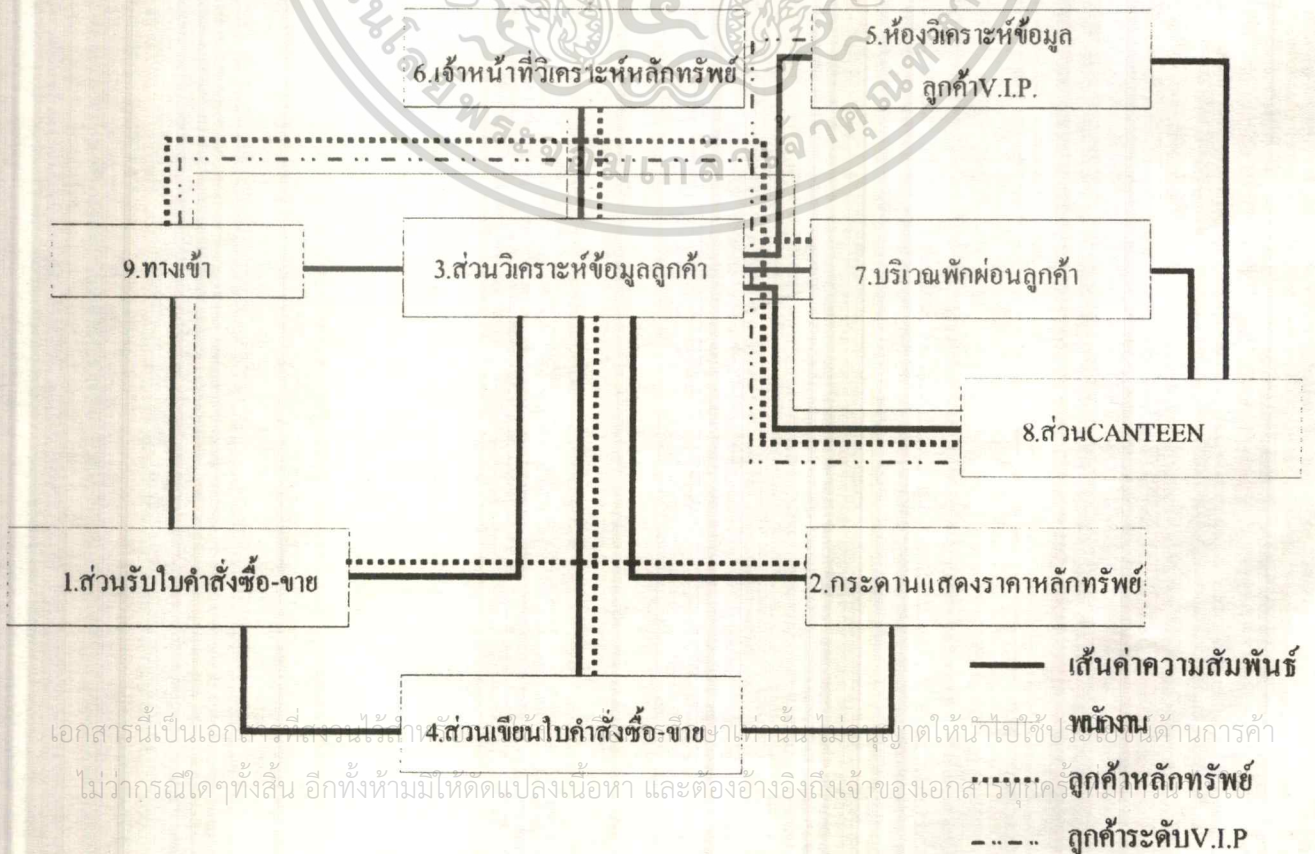 6.เจ้าหน้าที่วิเคราะห์หลักทรัพย์
5.ห้องวิเคราะห์ข้อมูล
ลูกค้าV.I.P.
พระจอมเกล้าเจ้าคุณทหาร
9.ทางเข้า
3.ส่วนวิเคราะห์ข้อมูลลูกค้า
7.บริเวณพักผ่อนลูกค้า
8.ส่วนCANTEEN
1.ส่วนรับใบคำสั่งซื้อ-ขาย
2.กระดานแสดงราคาหลักทรัพย์
4.ส่วนเขียนใบคำสั่งซื้อ-ขาย
เส้นค่าความสัมพันธ์
พนักงาน
ลูกค้าหลักทรัพย์
ลูกค้าระดับV.I.P
เอกสารนี้เป็นเอกสารที่สงวนไว้ เท่านั้น ไม่อนุญาตให้นำไปใช้ประโยชน์ด้านการค้า
ไม่ว่ากรณีใดๆทั้งสิ้น อีกทั้งห้ามมิให้ดัดแปลงเนื้อหา และต้องอ้างอิงถึงเจ้าของเอกสารทุกครั้ง